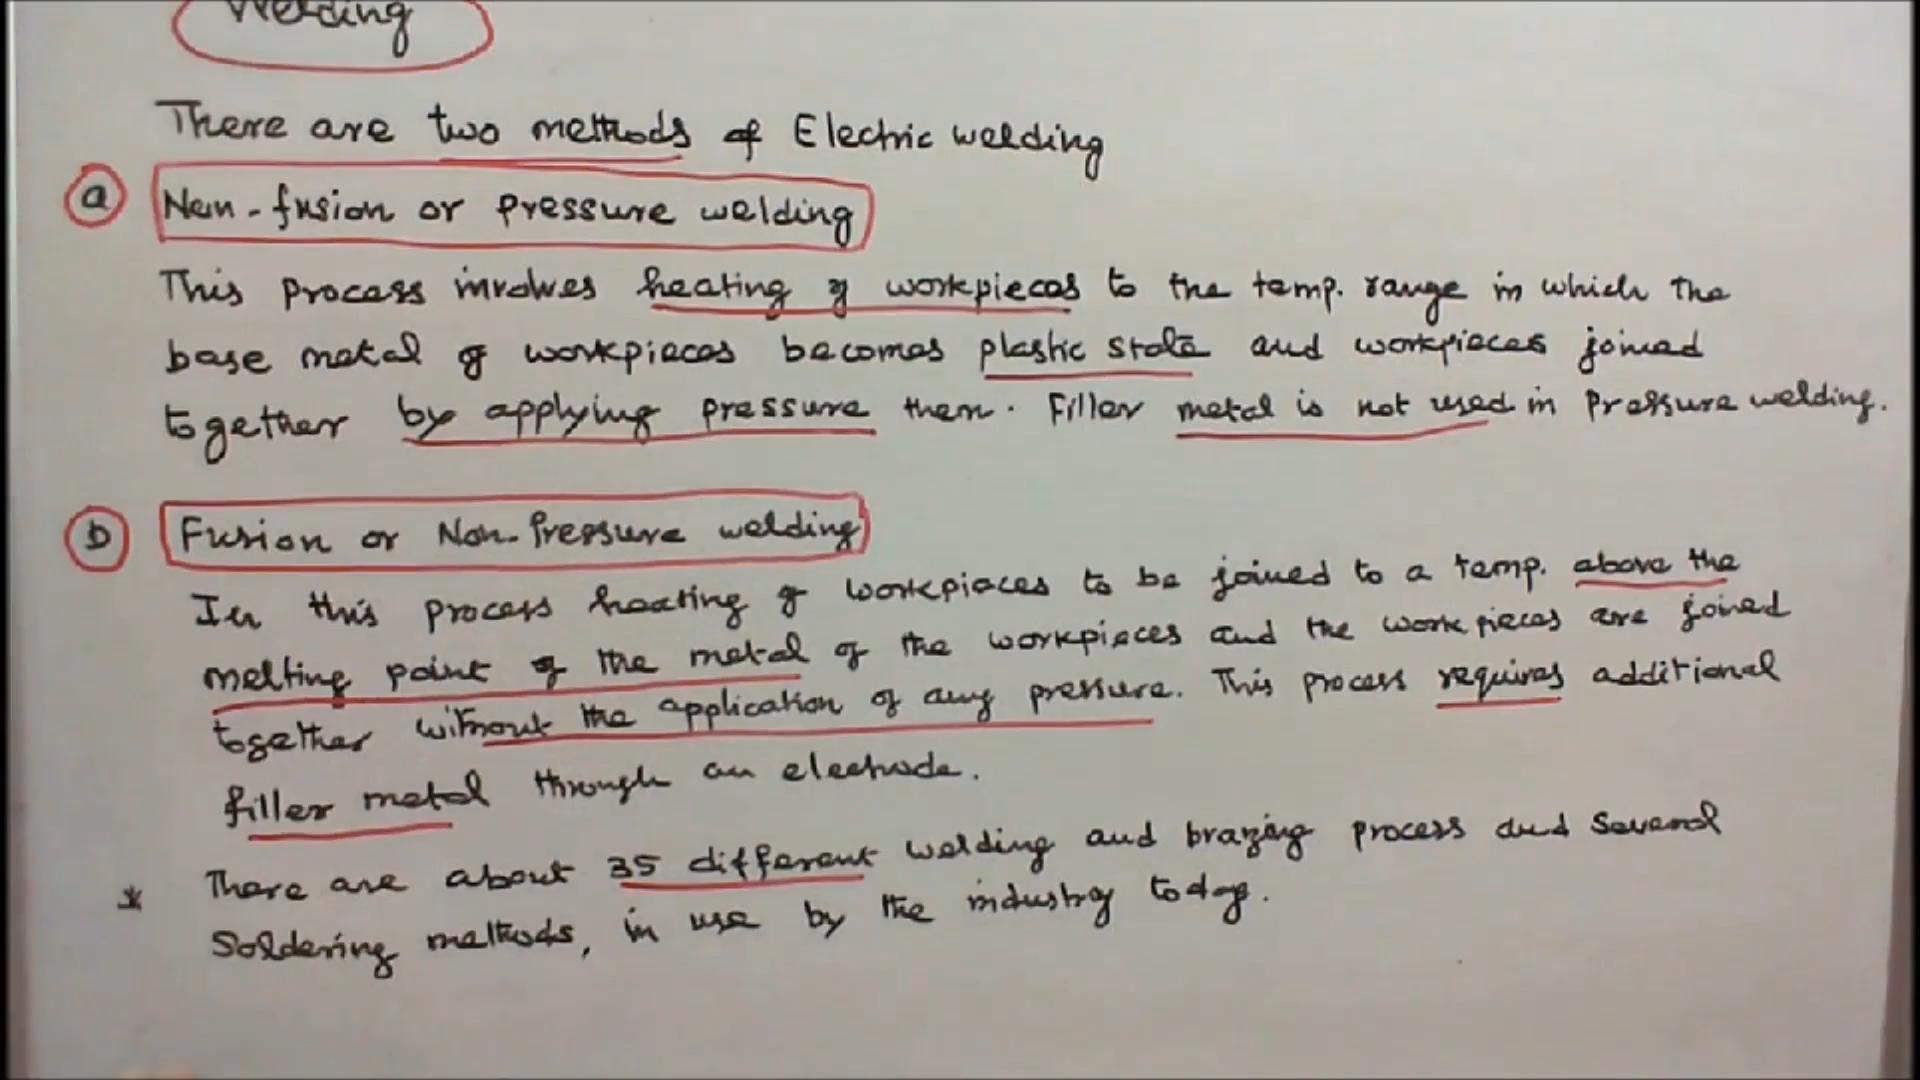 Welding
There are two methods of Electric welding
a Non-fusion or Pressure welding
This process involves heating of workpieces to the temp. range in which the
base metal of workpieces becomes plastic state and workpieces joined
together by applying pressure them. Filler metal is not used in Pressure welding.
b Fusion or Non-Pressure welding
In this process heating of workpieces to be joined to a temp. above the
melting point of the metal of the workpieces and the workpieces are joined
together without the application of any pressure. This process requires additional
filler metal through an electrode.
* There are about 35 different welding and brazing process and several
Soldering methods, in use by the industry today.